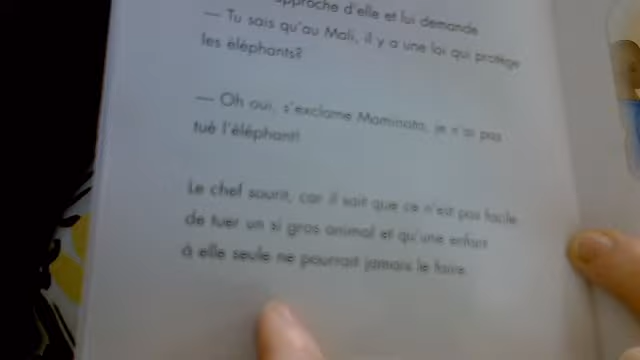 approche d'elle et lui demande
— Tu sais qu'au Mali, il y a une loi qui protège
les éléphants?
— Oh oui, s'exclame Maminata, je n'ai pas
tué l'éléphant!
Le chef sourit, car il sait que ce n'est pas facile
de tuer un si gros animal et qu'une enfant
à elle seule ne pourrait jamais le faire.